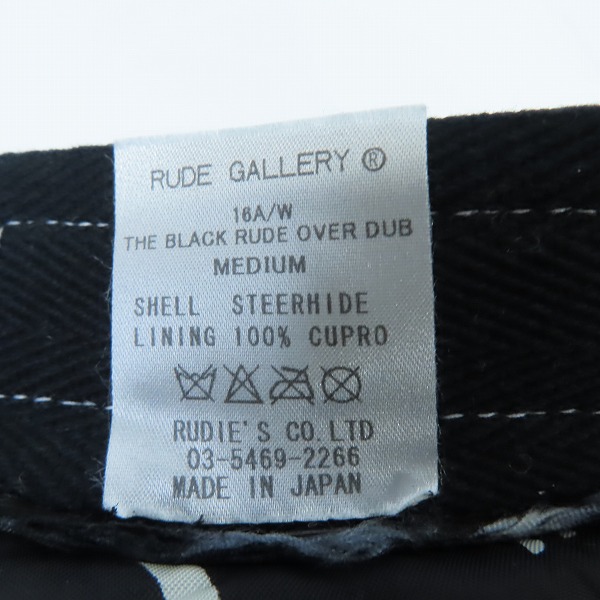 RUDE GALLERY ®
16A/W
THE BLACK RUDE OVER DUB
MEDIUM
SHELL STEERHIDE
LINING 100% CUPRO
RUDIE'S CO.LTD
03-5469-2266
MADE IN JAPAN